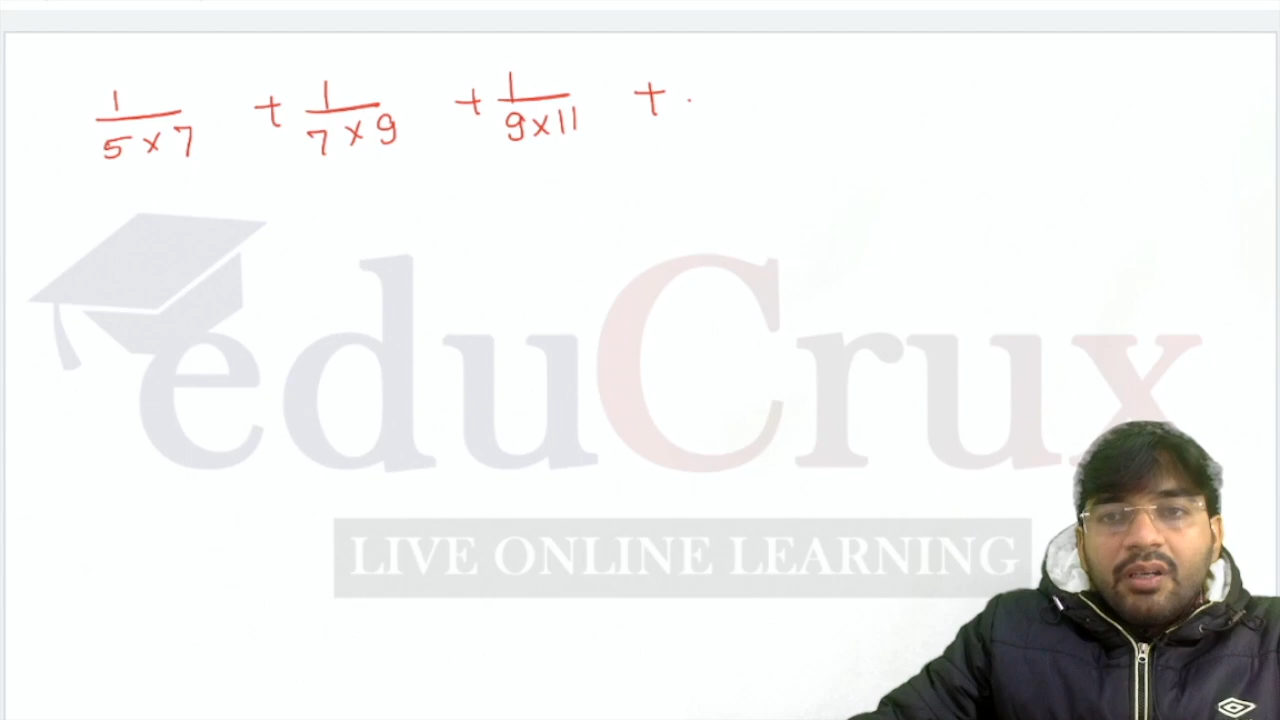 1/(5×7) + 1/(7×9) + 1/(9×11) + .
eduCrux
LIVE ONLINE LEARNING